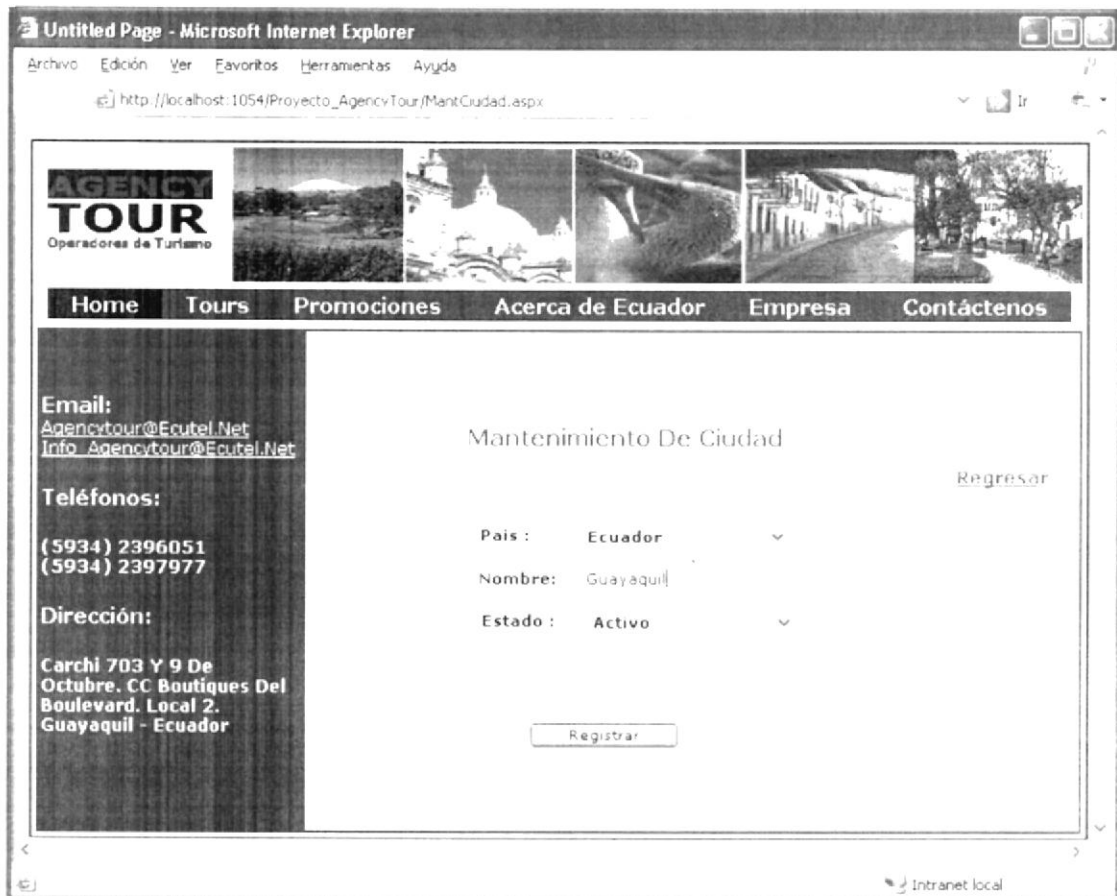 Untitled Page - Microsoft Internet Explorer
Archivo Edición Ver Favoritos Herramientas Ayuda
http://localhost:1054/Proyecto_AgencyTour/MantCiudad.aspx Ir
AGENCY
TOUR
Operadores de Turismo
Home Tours Promociones Acerca de Ecuador Empresa Contáctenos
Email:
Agencytour@Ecutel.Net
Info_Agencytour@Ecutel.Net
Teléfonos:
(5934) 2396051
(5934) 2397977
Dirección:
Carchi 703 Y 9 De
Octubre. CC Boutiques Del
Boulevard. Local 2.
Guayaquil - Ecuador
Mantenimiento De Ciudad
Regresar
Pais : Ecuador
Nombre: Guayaquil
Estado : Activo
Registrar
Intranet local